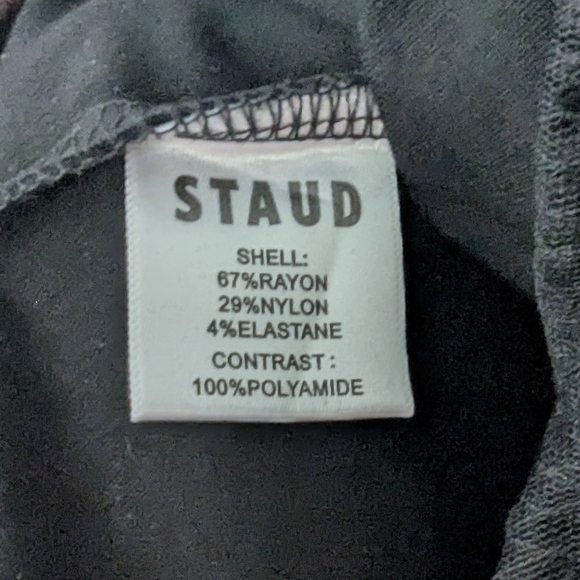 STAUD
SHELL:
67%RAYON
29%NYLON
4%ELASTANE
CONTRAST:
100%POLYAMIDE